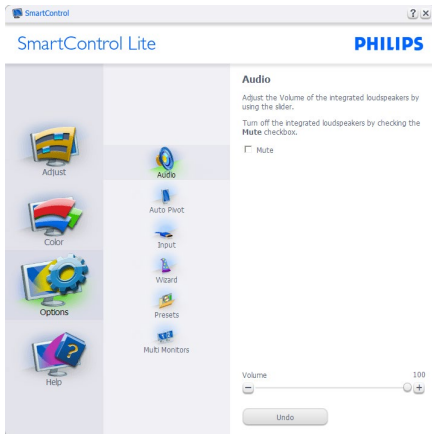 SmartControl
? ×
SmartControl Lite
PHILIPS
Adjust
Color
Options
Help
Audio
Auto Pivot
Input
Wizard
Presets
Multi Monitors
Audio
Adjust the Volume of the integrated loudspeakers by
using the slider.
Turn off the integrated loudspeakers by checking the
Mute checkbox.
Mute
Volume 100
Undo